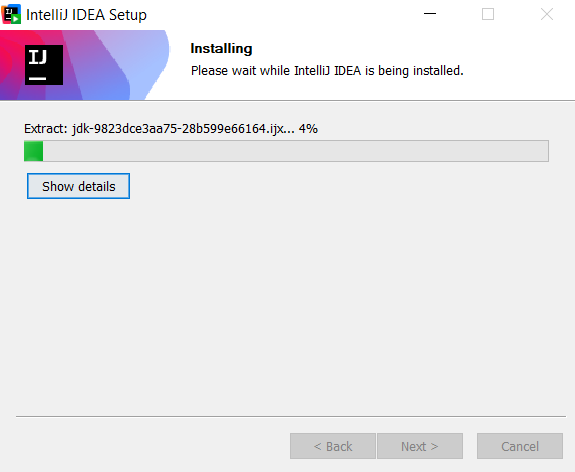 IntelliJ IDEA Setup
IJ
Installing
Please wait while IntelliJ IDEA is being installed.
Extract: jdk-9823dce3aa75-28b599e66164.ijx... 4%
Show details
< Back
Next >
Cancel